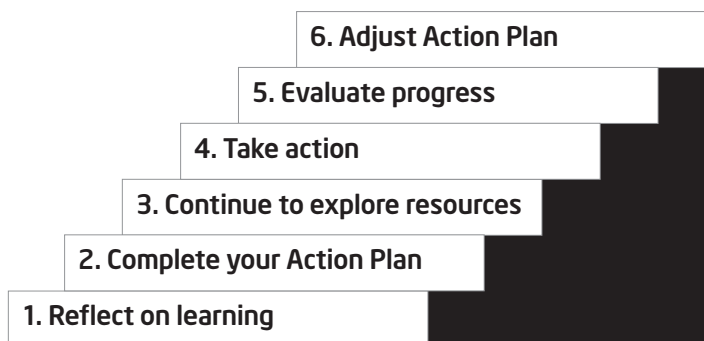 6. Adjust Action Plan
5. Evaluate progress
4. Take action
3. Continue to explore resources
2. Complete your Action Plan
1. Reflect on learning